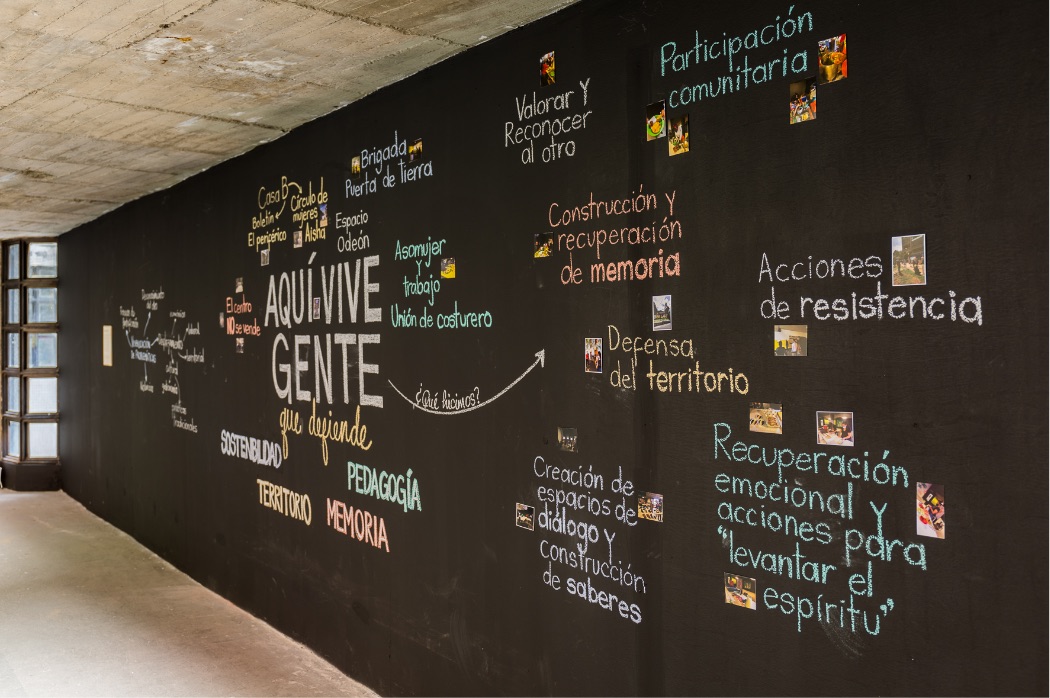 Participación
comunitaria
Valorar Y
Reconocer
al otro
Brigada
Puerta de tierra
Casa B
Boletín
El periférico
Círculo de
mujeres
Aisha
Espacio
Odeón
Asomujer
y
trabajo
Unión de costurero
El centro
NO se vende
AQUÍ VIVE
GENTE
que defiende
SOSTENIBILIDAD
PEDAGOGÍA
TERRITORIO
MEMORIA
¿Qué hicimos?
Construcción y
recuperación
de memoria
Acciones
de resistencia
Defensa
del territorio
Creación de
espacios de
diálogo y
Construcción
de saberes
Recuperación
emocional y
acciones para
"levantar el
espíritu"